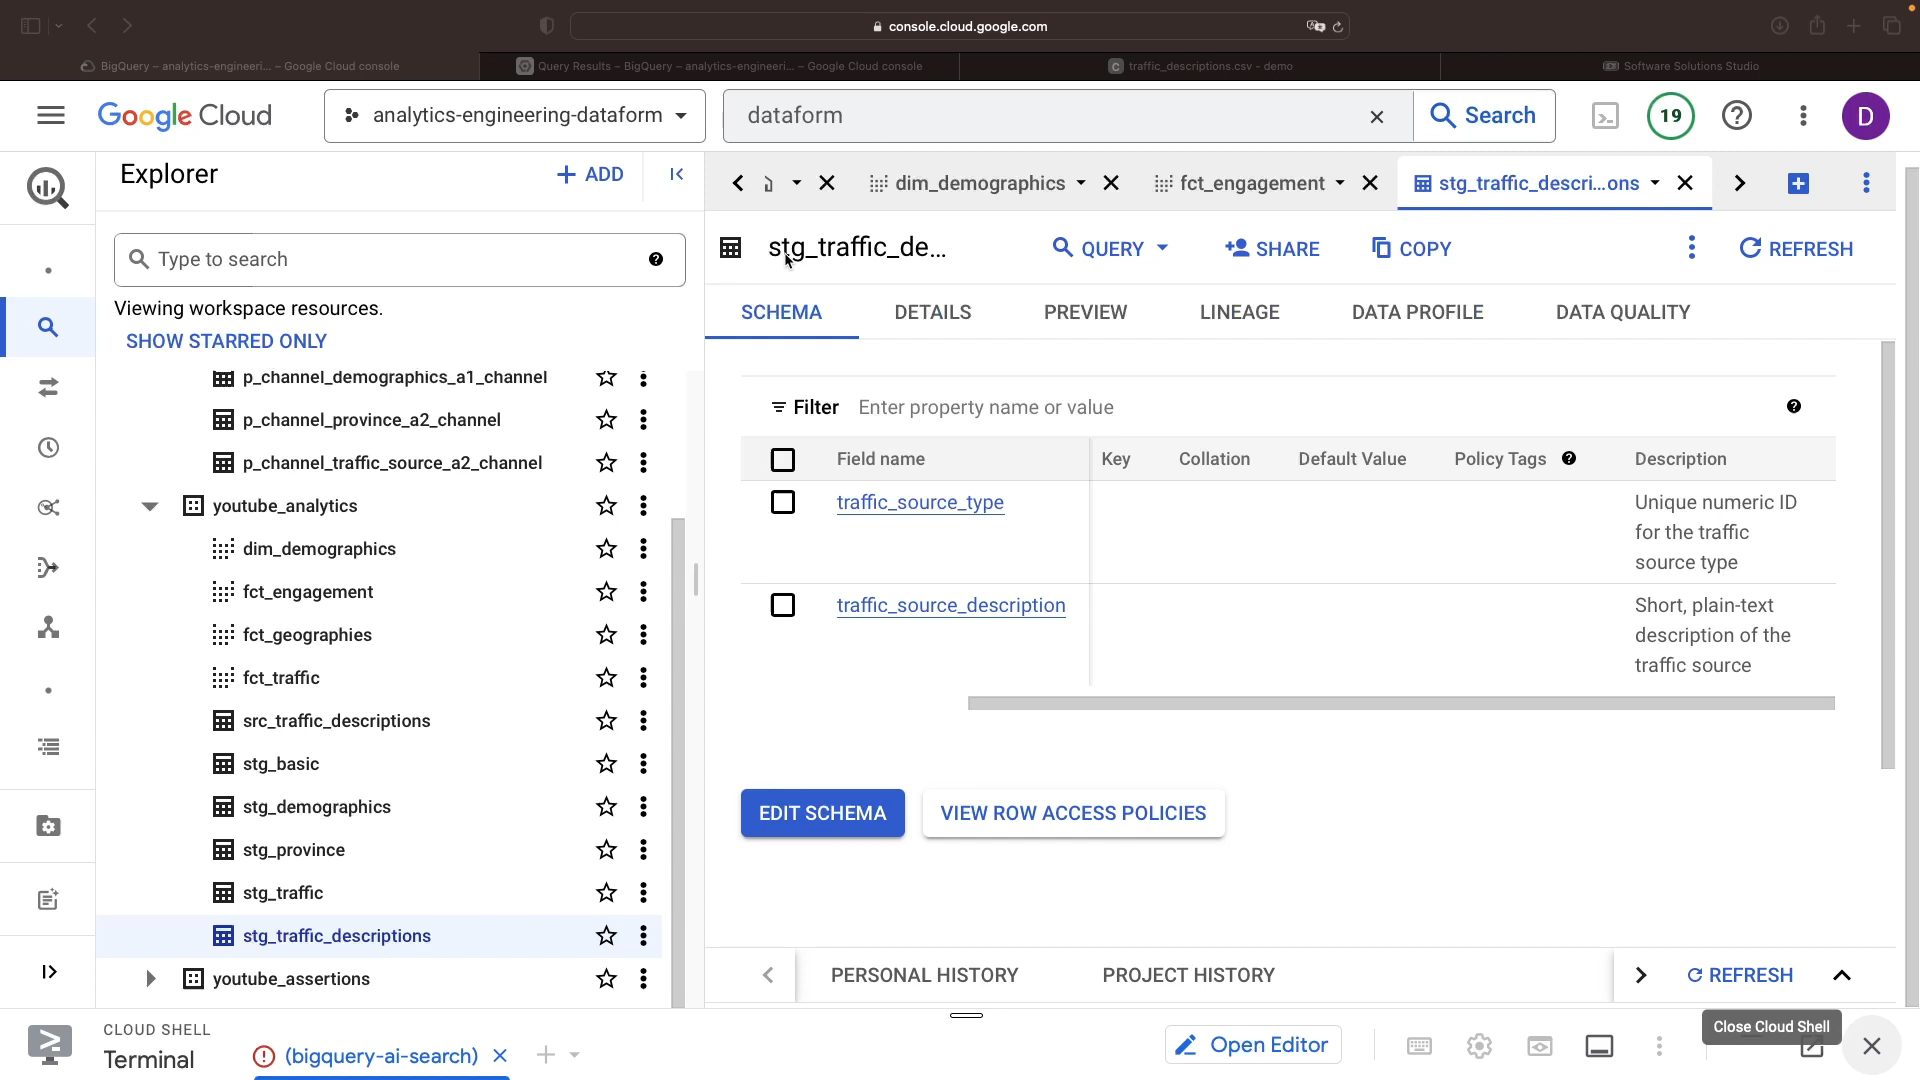 console.cloud.google.com
BigQuery – analytics-engineeri... – Google Cloud console
Query Results – BigQuery – analytics-engineeri... – Google Cloud console
traffic_descriptions.csv - demo
Software Solutions Studio
Google Cloud
analytics-engineering-dataform
dataform
Search
19
D
Explorer
+ ADD
dim_demographics
fct_engagement
stg_traffic_descri...ons
Type to search
stg_traffic_de...
QUERY
SHARE
COPY
REFRESH
Viewing workspace resources.
SHOW STARRED ONLY
SCHEMA
DETAILS
PREVIEW
LINEAGE
DATA PROFILE
DATA QUALITY
p_channel_demographics_a1_channel
p_channel_province_a2_channel
p_channel_traffic_source_a2_channel
youtube_analytics
dim_demographics
fct_engagement
fct_geographies
fct_traffic
src_traffic_descriptions
stg_basic
stg_demographics
stg_province
stg_traffic
stg_traffic_descriptions
youtube_assertions
Filter Enter property name or value
Field name
Key
Collation
Default Value
Policy Tags
Description
traffic_source_type
Unique numeric ID
for the traffic
source type
traffic_source_description
Short, plain-text
description of the
traffic source
EDIT SCHEMA
VIEW ROW ACCESS POLICIES
PERSONAL HISTORY
PROJECT HISTORY
REFRESH
CLOUD SHELL
Terminal
(bigquery-ai-search)
Open Editor
Close Cloud Shell